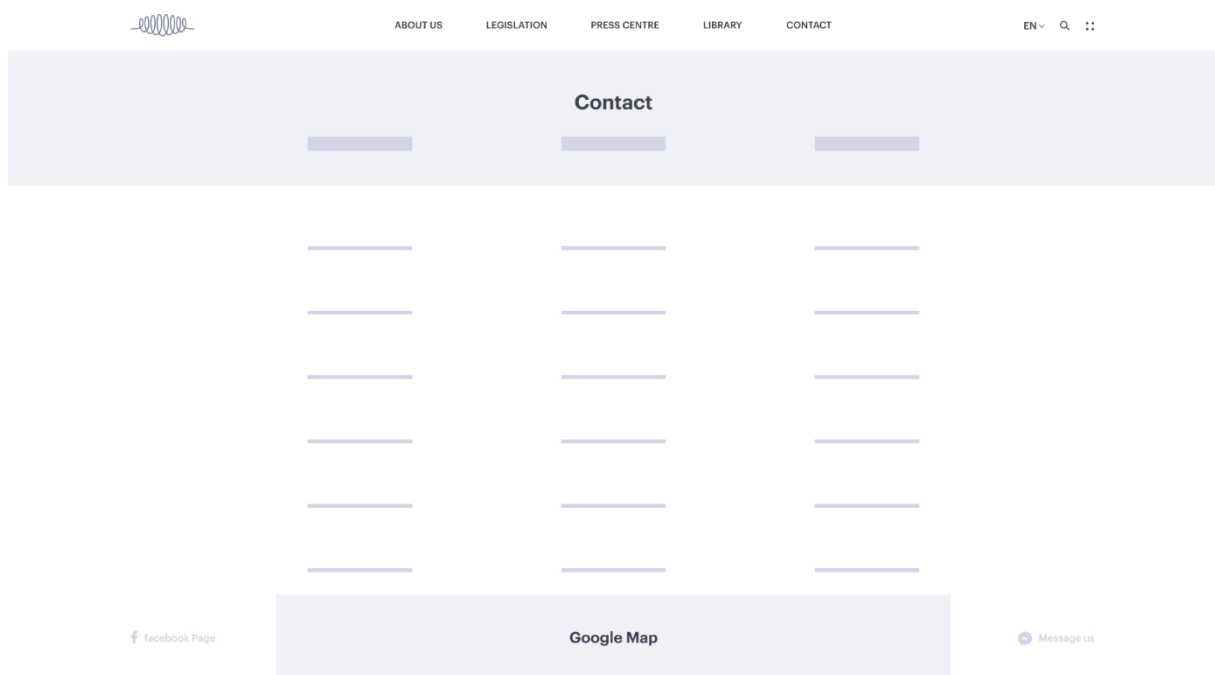 ABOUT US LEGISLATION PRESS CENTRE LIBRARY CONTACT EN
Contact
facebook Page Google Map Message us